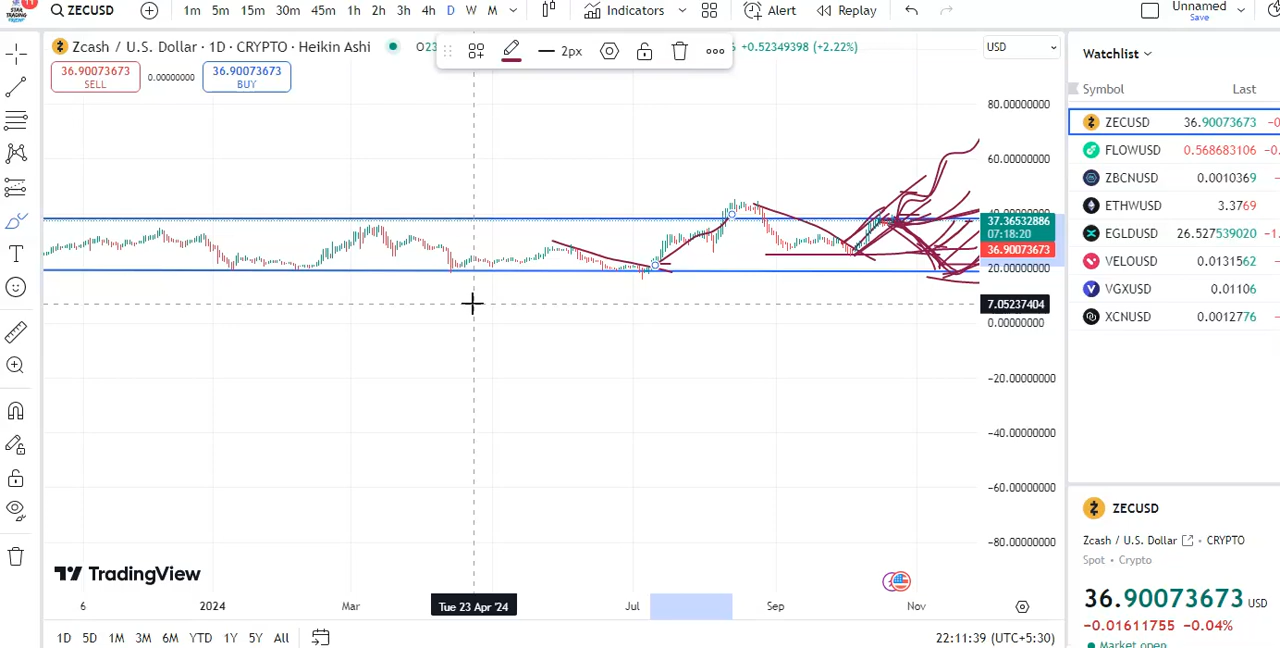 11
ZECUSD
1m 5m 15m 30m 45m 1h 2h 3h 4h D W M
Indicators
Alert
Replay
Unnamed
Save
Zcash / U.S. Dollar · 1D · CRYPTO · Heikin Ashi
2px
+0.52349398 (+2.22%)
USD
36.90073673
SELL
0.00000000
36.90073673
BUY
80.00000000
60.00000000
37.36532886
07:18:20
36.90073673
20.00000000
7.05237404
0.00000000
-20.00000000
-40.00000000
-60.00000000
-80.00000000
TradingView
6 2024 Mar Tue 23 Apr '24 Jul Sep Nov
1D 5D 1M 3M 6M YTD 1Y 5Y All
22:11:39 (UTC+5:30)
Watchlist
Symbol Last
ZECUSD 36.90073673
FLOWUSD 0.568683106
ZBCNUSD 0.0010369
ETHWUSD 3.3769
EGLDUSD 26.527539020
VELOUSD 0.0131562
VGXUSD 0.01106
XCNUSD 0.0012776
ZECUSD
Zcash / U.S. Dollar · CRYPTO
Spot · Crypto
36.90073673 USD
-0.01611755 -0.04%
Market open